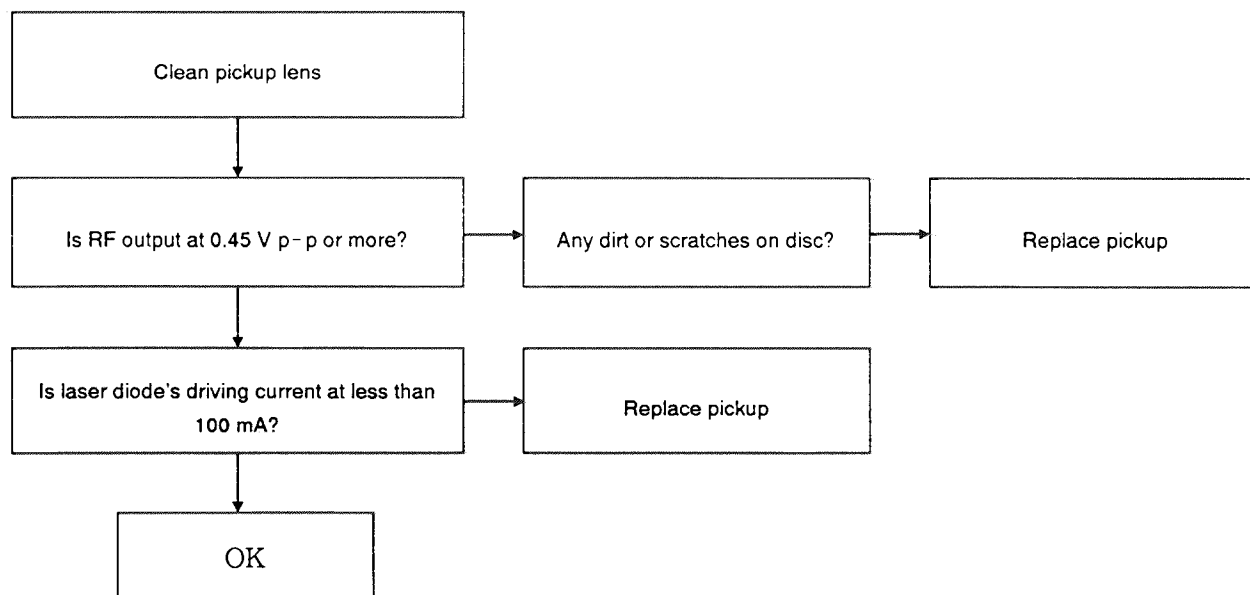 Clean pickup lens
Is RF output at 0.45 V p-p or more?
Any dirt or scratches on disc?
Replace pickup
Is laser diode's driving current at less than
100 mA?
Replace pickup
OK